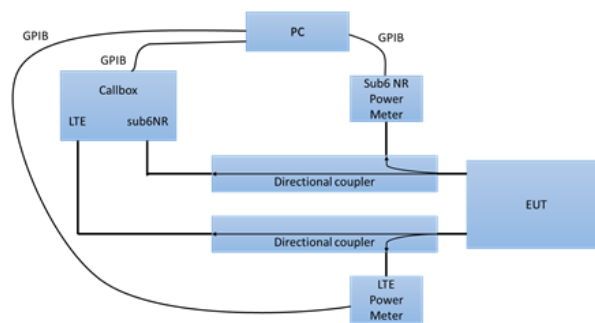 GPIB
PC
GPIB
GPIB
Callbox
LTE
sub6NR
Sub6 NR
Power
Meter
Directional coupler
EUT
Directional coupler
LTE
Power
Meter